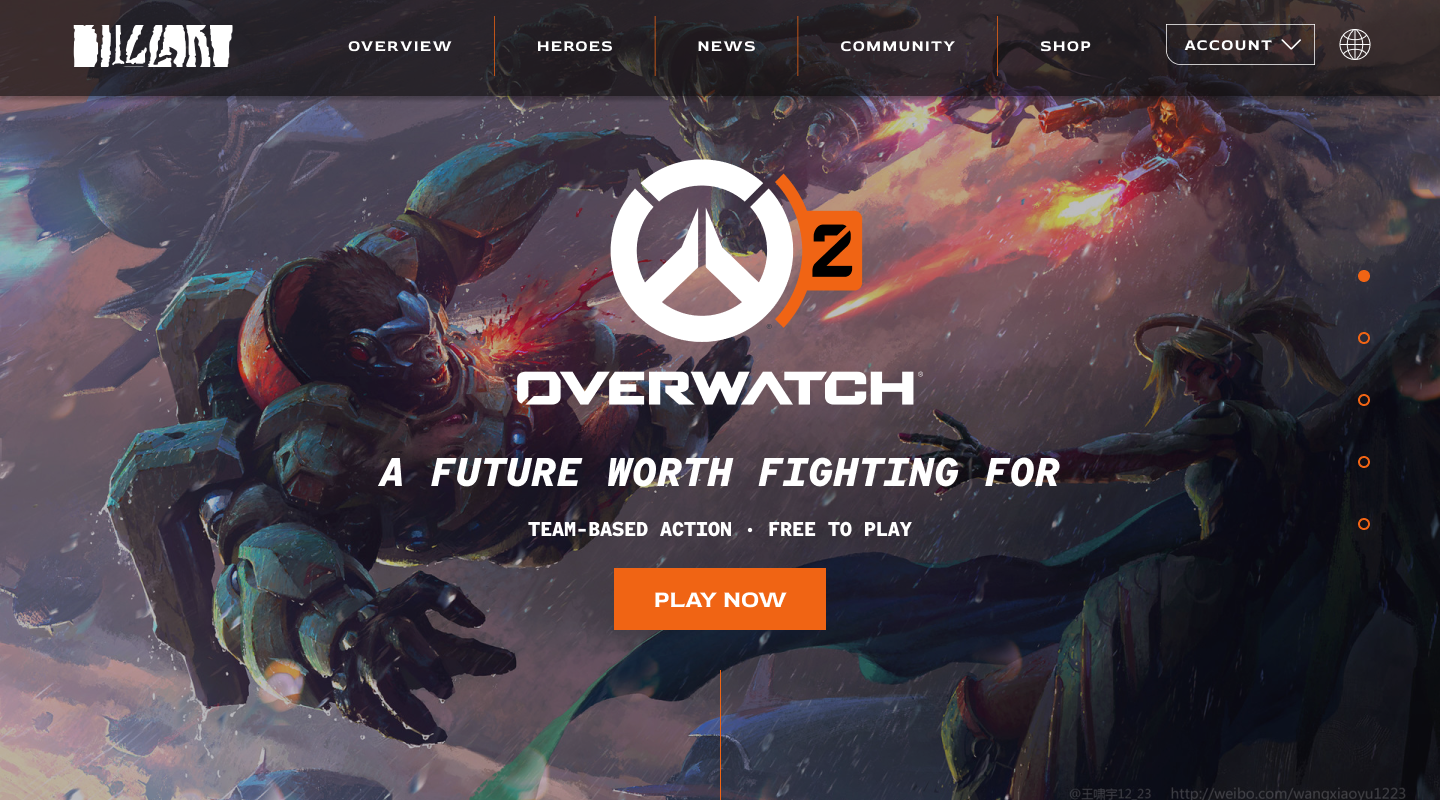 OVERVIEW
HEROES
NEWS
COMMUNITY
SHOP
ACCOUNT
2
OVERWATCH®
A FUTURE WORTH FIGHTING FOR
TEAM-BASED ACTION · FREE TO PLAY
PLAY NOW
@王啸宇12_23 http://weibo.com/wangxiaoyu1223